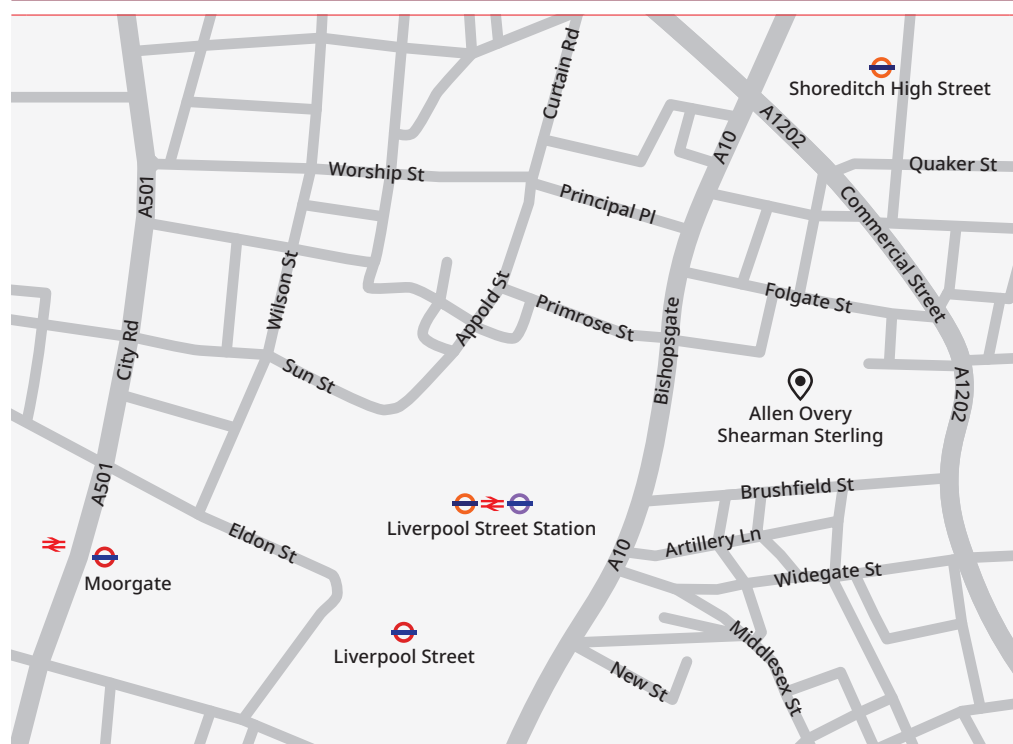 Shoreditch High Street
Curtain Rd
A1202
A10
Quaker St
Worship St
A501
Principal Pl
Commercial Street
Wilson St
Appold St
Folgate St
Primrose St
Bishopsgate
City Rd
Sun St
A1202
Allen Overy
Shearman Sterling
A501
Brushfield St
Liverpool Street Station
Eldon St
Artillery Ln
A10
Moorgate
Widegate St
Liverpool Street
Middlesex St
New St